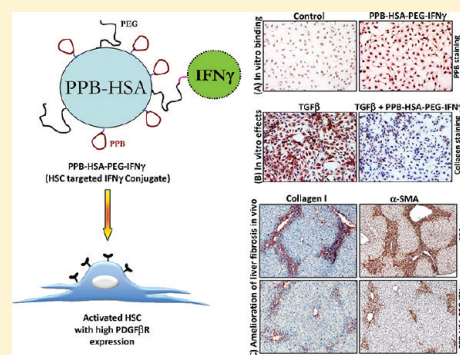 PEG
PPB-HSA
IFNγ
PPB
PPB-HSA-PEG-IFNγ
(HSC targeted IFNγ Conjugate)
Activated HSC
with high PDGFβR
expression
Control
PPB-HSA-PEG-IFNγ
(A) In vitro binding
PPB staining
TGFβ
TGFβ + PPB-HSA-PEG-IFNγ
(B) In vitro effects
Collagen staining
Collagen I
α-SMA
C) Amelioration of liver fibrosis in vivo